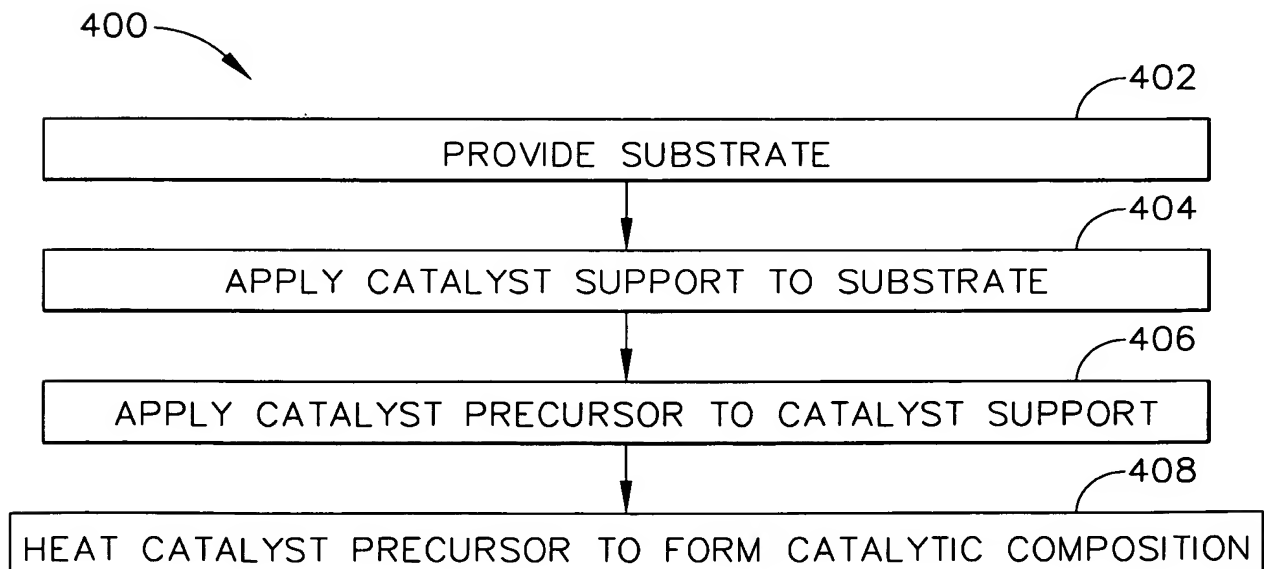 400
402
PROVIDE SUBSTRATE
404
APPLY CATALYST SUPPORT TO SUBSTRATE
406
APPLY CATALYST PRECURSOR TO CATALYST SUPPORT
408
HEAT CATALYST PRECURSOR TO FORM CATALYTIC COMPOSITION